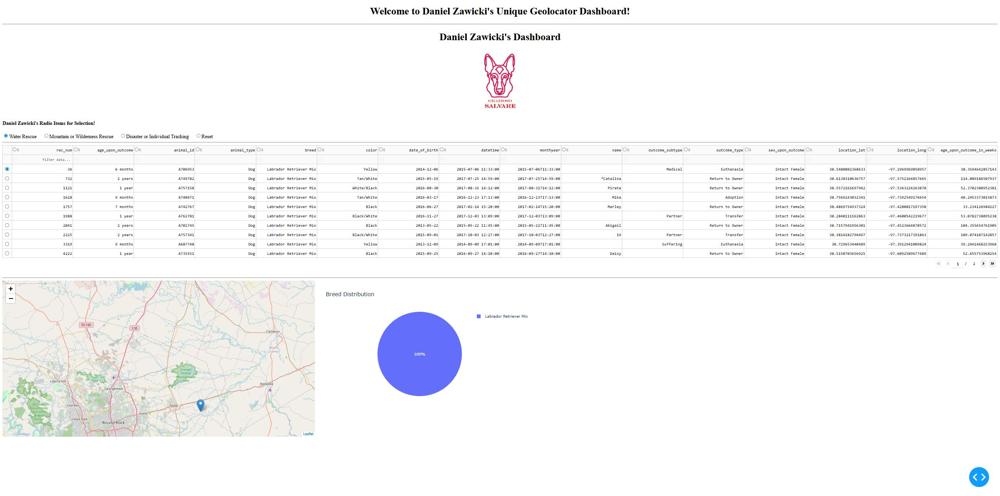 Welcome to Daniel Zawicki's Unique Geolocator Dashboard!
Daniel Zawicki's Dashboard
GRAZIOSO
SALVARE
Daniel Zawicki's Radio Items for Selection!
Water Rescue Mountain or Wilderness Rescue Disaster or Individual Tracking Reset
rec_num age_upon_outcome animal_id animal_type breed color date_of_birth datetime monthyear name outcome_subtype outcome_type sex_upon_outcome location_lat location_long age_upon_outcome_in_weeks
filter data...
36 6 months A706953 Dog Labrador Retriever Mix Yellow 2014-12-06 2015-07-06 11:33:00 2015-07-06T11:33:00 Medical Euthanasia Intact Female 30.5480802368633 -97.2969969058957 30.3544642857143
732 2 years A749782 Dog Labrador Retriever Mix Tan/White 2015-05-19 2017-07-25 14:59:00 2017-07-25T14:59:00 *Catalina Return to Owner Intact Female 30.6138310636757 -97.5752164857665 114.089186507937
1121 1 year A757158 Dog Labrador Retriever Mix White/Black 2016-08-30 2017-08-31 14:12:00 2017-08-31T14:12:00 Pirata Return to Owner Intact Female 30.5572161697962 -97.5363224263878 52.3702380952381
1628 9 months A740471 Dog Labrador Retriever Mix Tan/White 2016-03-17 2016-12-23 17:13:00 2016-12-23T17:13:00 Mika Adoption Intact Female 30.7569243032341 -97.7392549176654 40.2453373015873
1757 7 months A742767 Dog Labrador Retriever Mix Black 2016-06-27 2017-02-14 15:20:00 2017-02-14T15:20:00 Marley Return to Owner Intact Female 30.4869754937324 -97.4280017197358 33.234126984127
1988 1 year A762781 Dog Labrador Retriever Mix Black/White 2016-11-27 2017-12-03 13:09:00 2017-12-03T13:09:00 Partner Transfer Intact Female 30.2840111162863 -97.4600542219677 53.0782738095238
2041 2 years A702745 Dog Labrador Retriever Mix Black 2013-05-22 2015-05-22 11:45:00 2015-05-22T11:45:00 Abigail Return to Owner Intact Female 30.7157941956301 -97.4523664870572 104.355654761905
2225 2 years A757341 Dog Labrador Retriever Mix Black/White 2015-09-01 2017-10-03 12:27:00 2017-10-03T12:27:00 19 Partner Transfer Intact Female 30.3814182796497 -97.7373217391863 109.074107142857
3319 9 months A687748 Dog Labrador Retriever Mix Yellow 2013-12-09 2014-09-09 17:01:00 2014-09-09T17:01:00 Suffering Euthanasia Intact Female 30.729653440489 -97.3912941009824 39.2441468253968
4222 1 year A735551 Dog Labrador Retriever Mix Black 2015-09-25 2016-09-27 14:10:00 2016-09-27T14:10:00 Daisy Return to Owner Intact Female 30.5150703656925 -97.6092589677489 52.655753968254
1 / 2
+
−
TX 195
I 35
Cameron
Milam
County
Granger
Wildlife
Management
Area
Liberty Hill
Williamson
County
Georgetown
Rockdale
Balcones
Canyonlands
National
Wildlife
Refuge
Leander
Taylor
Hutto
Cedar Park
Round Rock
Lake Travis
Leaflet
Breed Distribution
Labrador Retriever Mix
100%